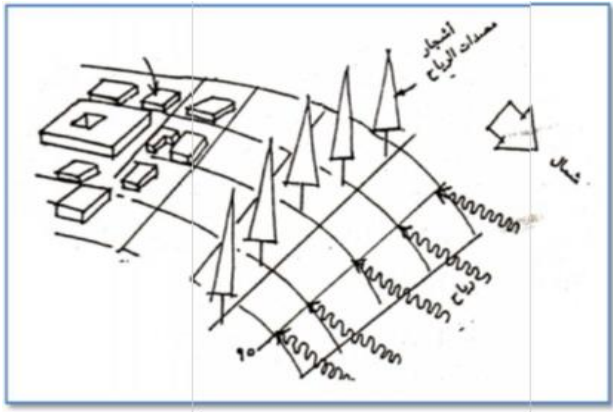 أشجار
مصدات الرياح
شمال
رياح
٩٠